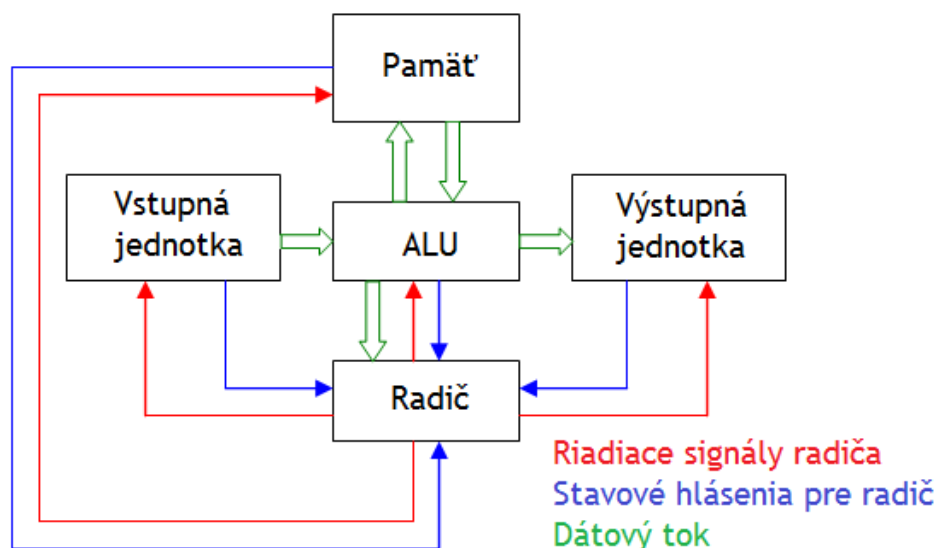 Pamäť
Vstupná
jednotka
ALU
Výstupná
jednotka
Radič
Riadiace signály radiča
Stavové hlásenia pre radič
Dátový tok